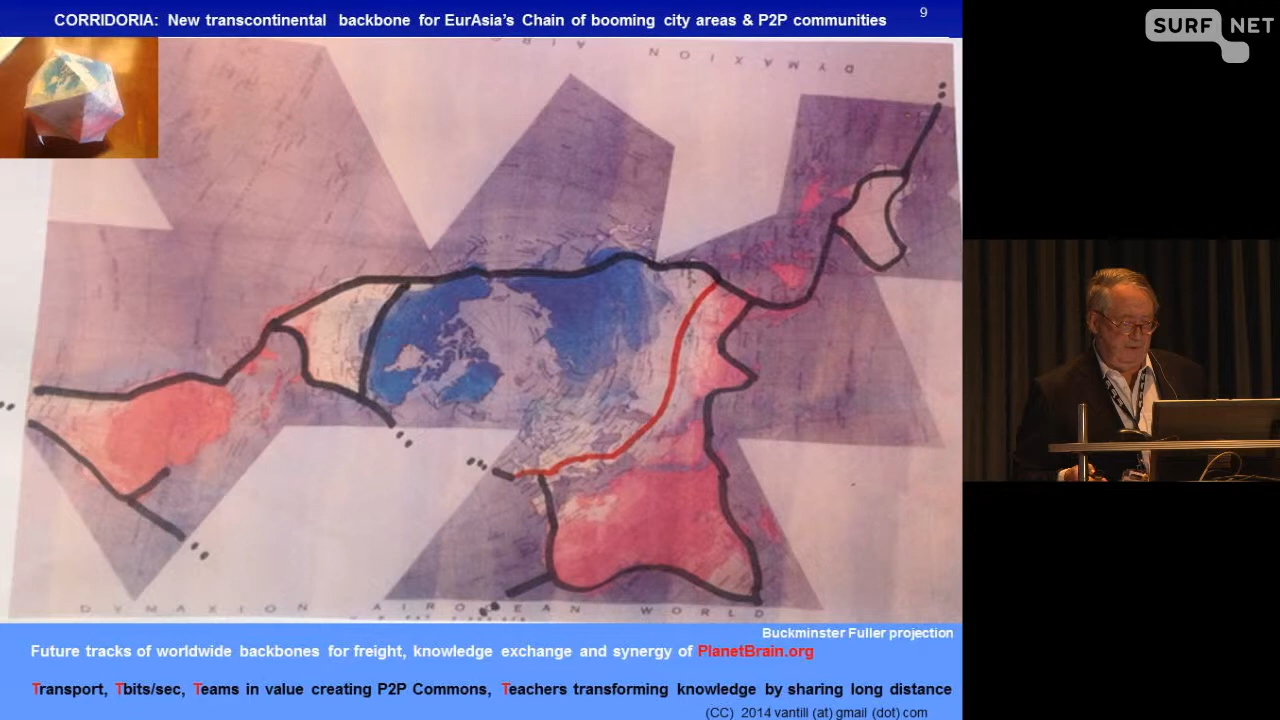 CORRIDORIA: New transcontinental backbone for EurAsia's Chain of booming city areas & P2P communities
9
SURF NET
DYMAXION AIRO
DYMAXION AIROCEAN WORLD
Buckminster Fuller projection
Future tracks of worldwide backbones for freight, knowledge exchange and synergy of PlanetBrain.org
Transport, Tbits/sec, Teams in value creating P2P Commons, Teachers transforming knowledge by sharing long distance
(CC) 2014 vantill (at) gmail (dot) com